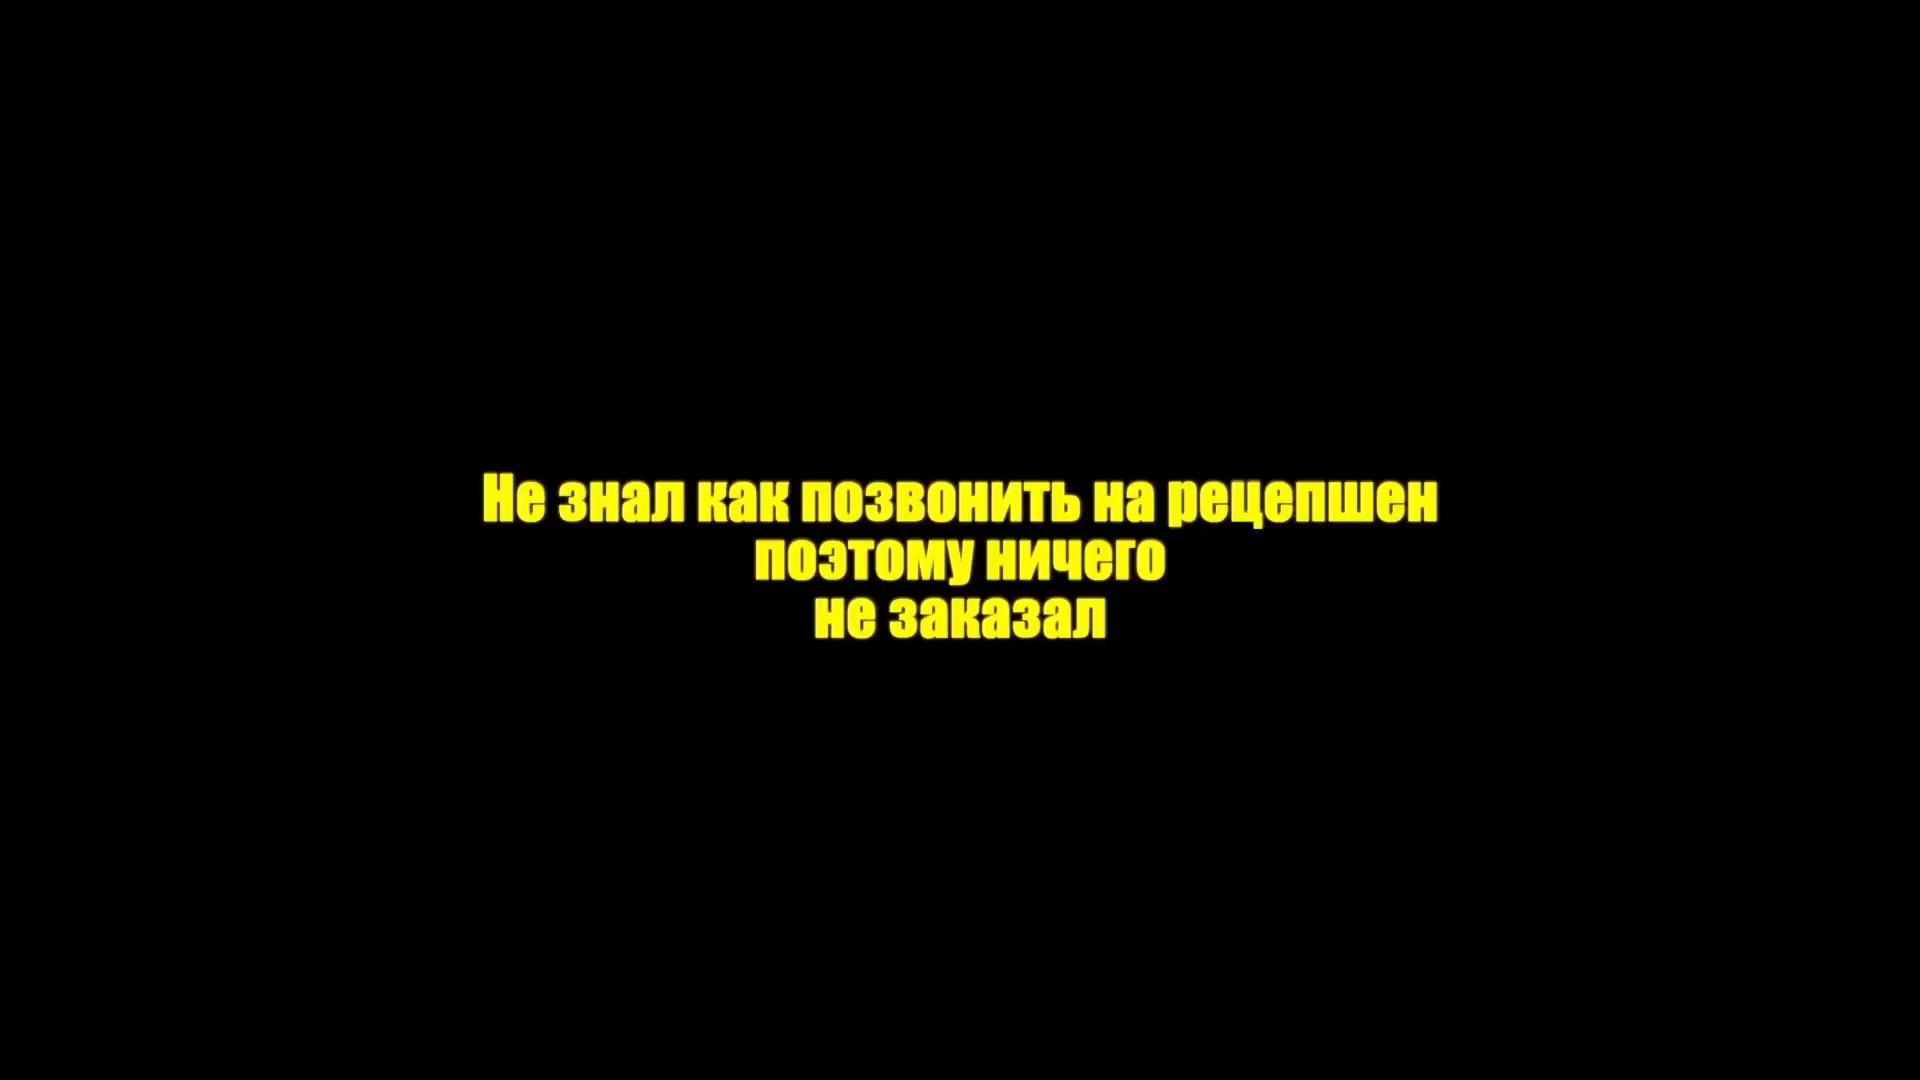 Не знал как позвонить на рецепшен
поэтому ничего
не заказал